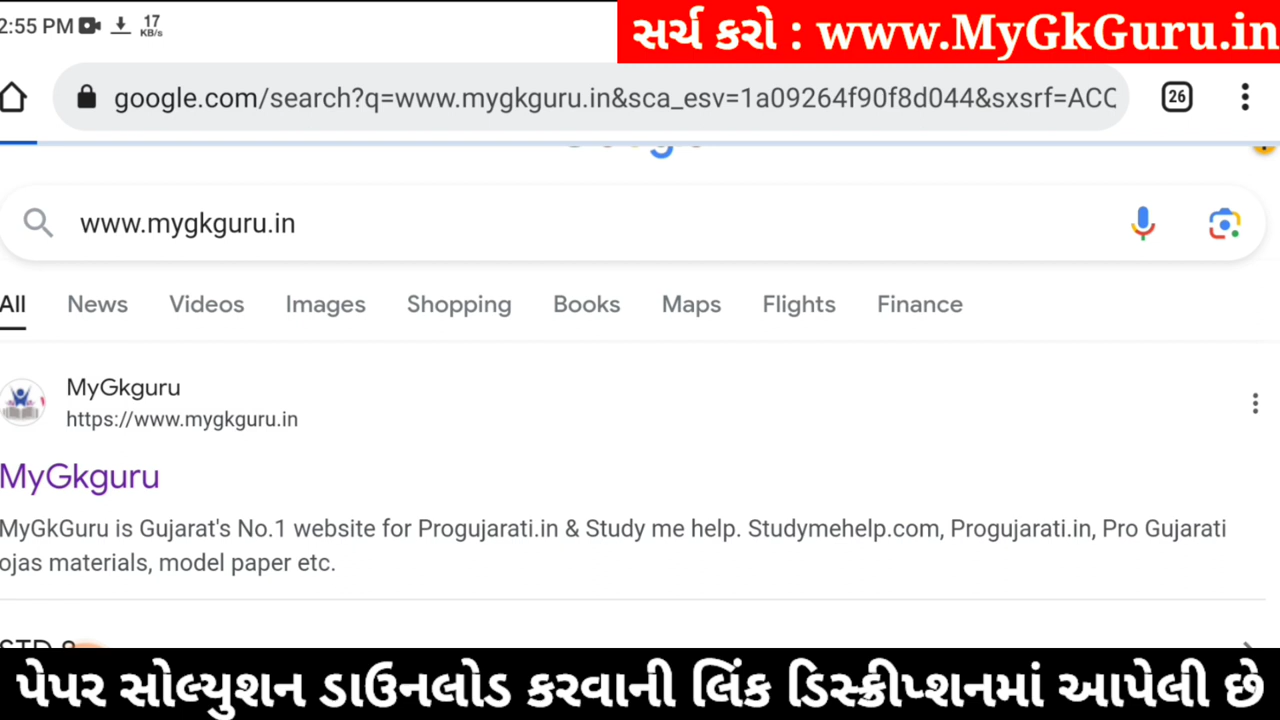 2:55 PM 17 KB/s
સર્ચ કરો : www.MyGkGuru.in
google.com/search?q=www.mygkguru.in&sca_esv=1a09264f90f8d044&sxsrf=ACC
26
www.mygkguru.in
All News Videos Images Shopping Books Maps Flights Finance
MyGkguru
https://www.mygkguru.in
MyGkguru
MyGkGuru is Gujarat's No.1 website for Progujarati.in & Study me help. Studymehelp.com, Progujarati.in, Pro Gujarati
ojas materials, model paper etc.
પેપર સોલ્યુશન ડાઉનલોડ કરવાની લિંક ડિસ્ક્રીપ્શનમાં આપેલી છે